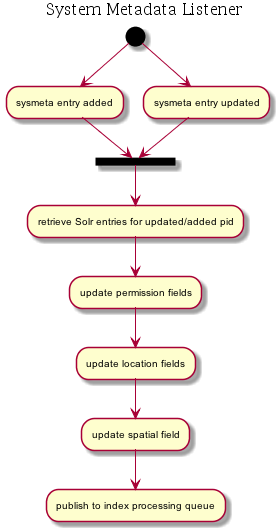 System Metadata Listener
sysmeta entry added
sysmeta entry updated
retrieve Solr entries for updated/added pid
update permission fields
update location fields
update spatial field
publish to index processing queue